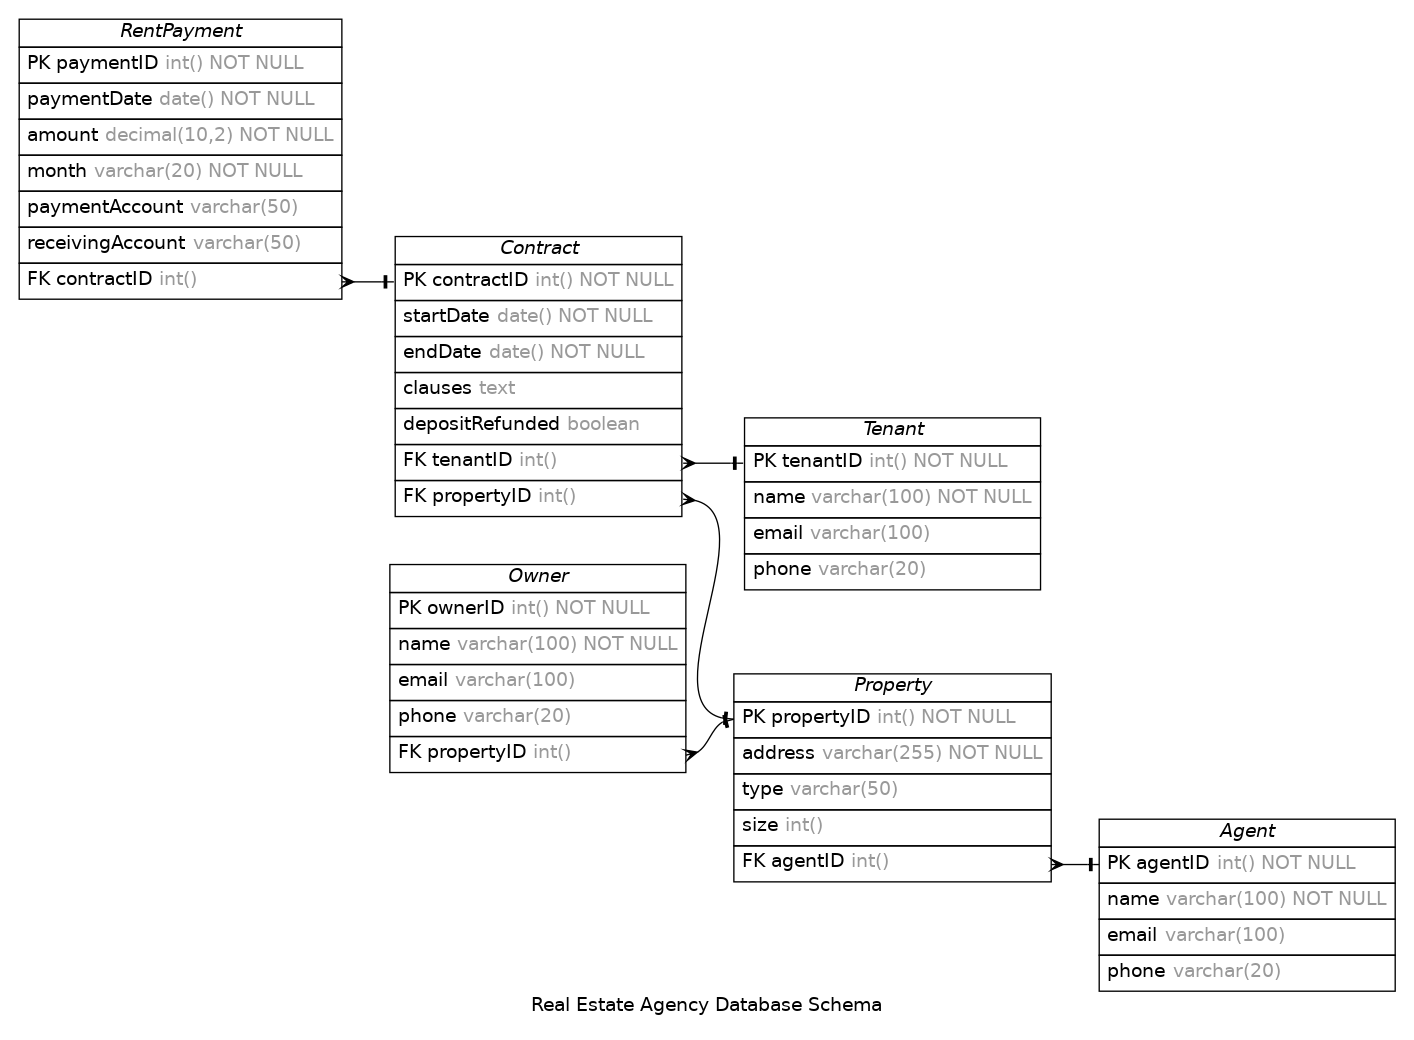 RentPayment
PK paymentID int() NOT NULL
paymentDate date() NOT NULL
amount decimal(10,2) NOT NULL
month varchar(20) NOT NULL
paymentAccount varchar(50)
receivingAccount varchar(50)
FK contractID int()
Contract
PK contractID int() NOT NULL
startDate date() NOT NULL
endDate date() NOT NULL
clauses text
depositRefunded boolean
FK tenantID int()
FK propertyID int()
Tenant
PK tenantID int() NOT NULL
name varchar(100) NOT NULL
email varchar(100)
phone varchar(20)
Owner
PK ownerID int() NOT NULL
name varchar(100) NOT NULL
email varchar(100)
phone varchar(20)
FK propertyID int()
Property
PK propertyID int() NOT NULL
address varchar(255) NOT NULL
type varchar(50)
size int()
FK agentID int()
Agent
PK agentID int() NOT NULL
name varchar(100) NOT NULL
email varchar(100)
phone varchar(20)
Real Estate Agency Database Schema